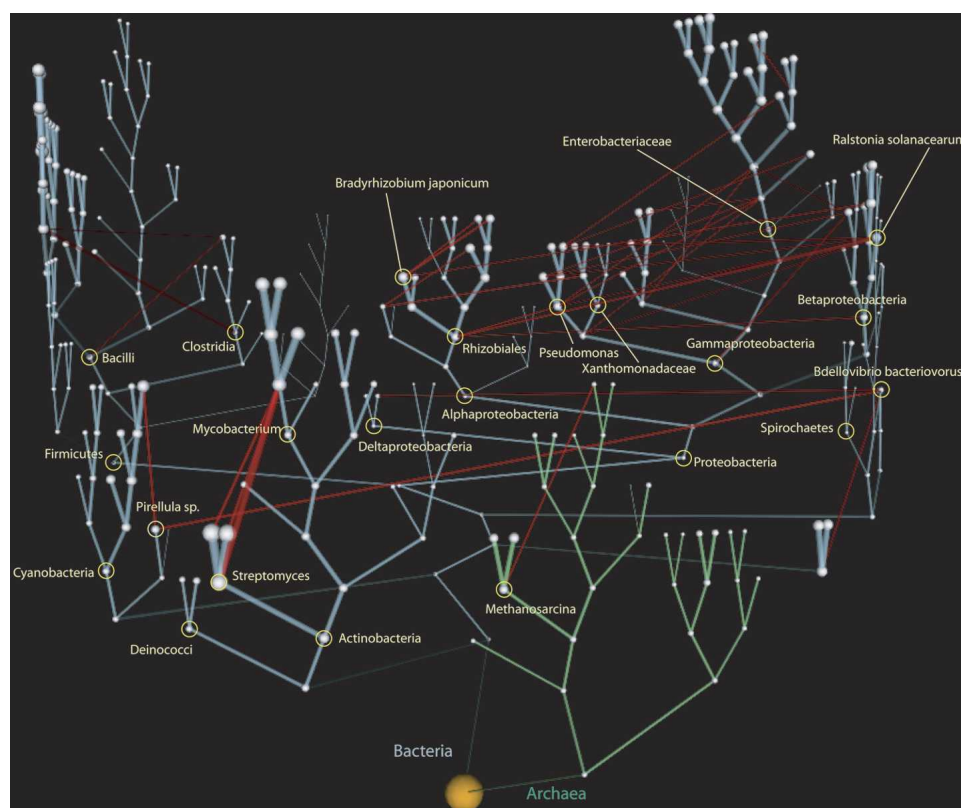 Enterobacteriaceae
Ralstonia solanacearum
Bradyrhizobium japonicum
Betaproteobacteria
Clostridia
Bacilli
Rhizobiales
Pseudomonas
Xanthomonadaceae
Gammaproteobacteria
Bdellovibrio bacteriovorus
Alphaproteobacteria
Mycobacterium
Deltaproteobacteria
Spirochaetes
Firmicutes
Proteobacteria
Pirellula sp.
Cyanobacteria
Streptomyces
Methanosarcina
Deinococci
Actinobacteria
Bacteria
Archaea